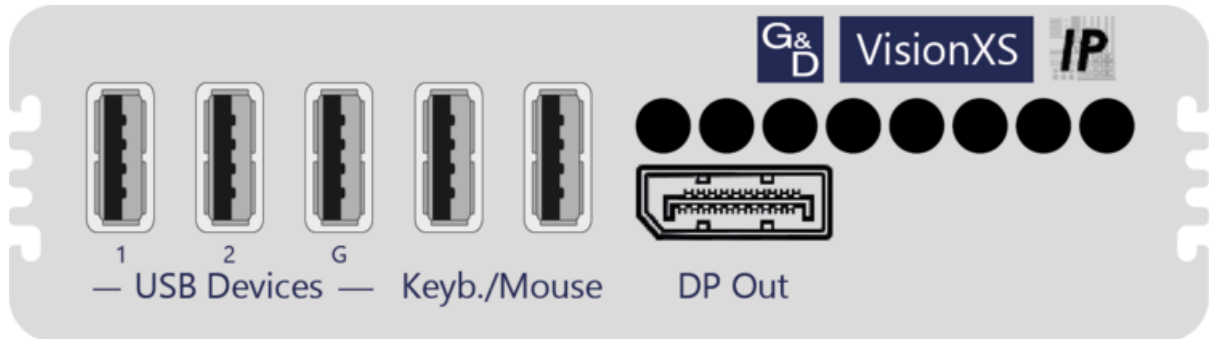 G&D VisionXS IP
1 2 G
— USB Devices — Keyb./Mouse DP Out